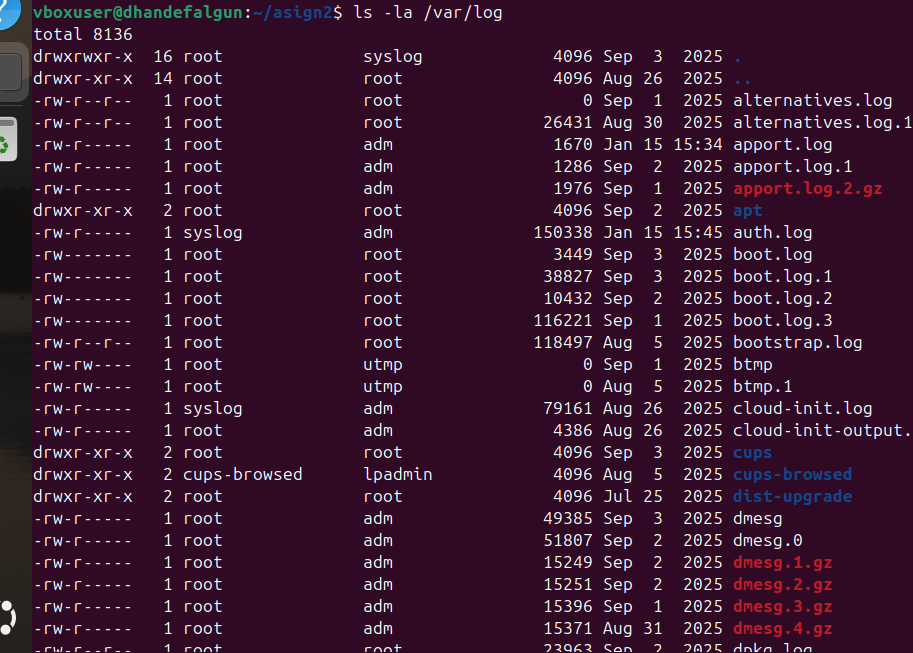 vboxuser@dhandefalgun:~/asign2$ ls -la /var/log
total 8136
drwxrwxr-x  16 root              syslog             4096 Sep  3  2025 .
drwxr-xr-x  14 root              root               4096 Aug 26  2025 ..
-rw-r--r--   1 root              root                  0 Sep  1  2025 alternatives.log
-rw-r--r--   1 root              root              26431 Aug 30  2025 alternatives.log.1
-rw-r-----   1 root              adm                1670 Jan 15 15:34 apport.log
-rw-r-----   1 root              adm                1286 Sep  2  2025 apport.log.1
-rw-r-----   1 root              adm                1976 Sep  1  2025 apport.log.2.gz
drwxr-xr-x   2 root              root               4096 Sep  2  2025 apt
-rw-r-----   1 syslog            adm              150338 Jan 15 15:45 auth.log
-rw-------   1 root              root               3449 Sep  3  2025 boot.log
-rw-------   1 root              root              38827 Sep  3  2025 boot.log.1
-rw-------   1 root              root              10432 Sep  2  2025 boot.log.2
-rw-------   1 root              root             116221 Sep  1  2025 boot.log.3
-rw-r--r--   1 root              root             118497 Aug  5  2025 bootstrap.log
-rw-rw----   1 root              utmp                  0 Sep  1  2025 btmp
-rw-rw----   1 root              utmp                  0 Aug  5  2025 btmp.1
-rw-r-----   1 syslog            adm               79161 Aug 26  2025 cloud-init.log
-rw-r-----   1 root              adm                4386 Aug 26  2025 cloud-init-output.
drwxr-xr-x   2 root              root               4096 Sep  3  2025 cups
drwxr-xr-x   2 cups-browsed      lpadmin            4096 Aug  5  2025 cups-browsed
drwxr-xr-x   2 root              root               4096 Jul 25  2025 dist-upgrade
-rw-r-----   1 root              adm               49385 Sep  3  2025 dmesg
-rw-r-----   1 root              adm               51807 Sep  2  2025 dmesg.0
-rw-r-----   1 root              adm               15249 Sep  2  2025 dmesg.1.gz
-rw-r-----   1 root              adm               15251 Sep  2  2025 dmesg.2.gz
-rw-r-----   1 root              adm               15396 Sep  1  2025 dmesg.3.gz
-rw-r-----   1 root              adm               15371 Aug 31  2025 dmesg.4.gz
-rw-r--r--   1 root              root              23963 Sep  2  2025 dpkg.log